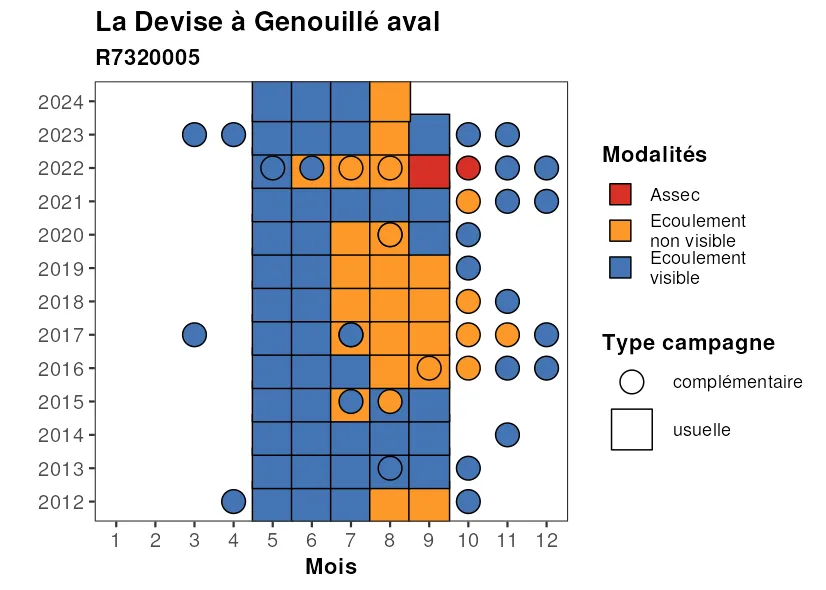 La Devise à Genouillé aval
R7320005
2024
2023
2022
2021
2020
2019
2018
2017
2016
2015
2014
2013
2012
1 2 3 4 5 6 7 8 9 10 11 12
Mois
Modalités
Assec
Ecoulement
non visible
Ecoulement
visible
Type campagne
complémentaire
usuelle